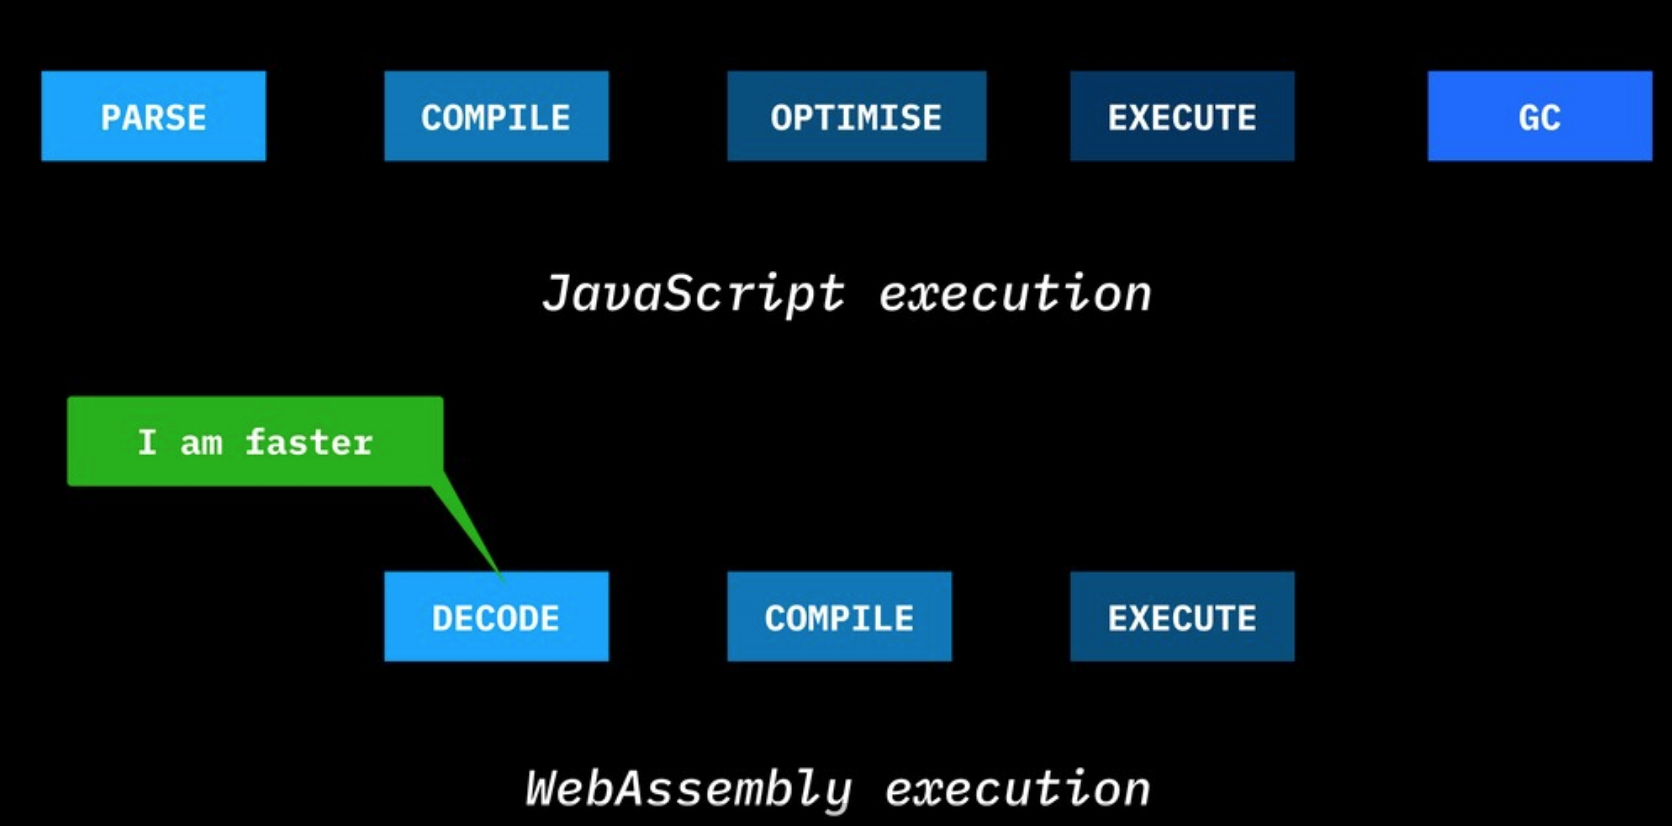 PARSE
COMPILE
OPTIMISE
EXECUTE
GC
JavaScript execution
I am faster
DECODE
COMPILE
EXECUTE
WebAssembly execution